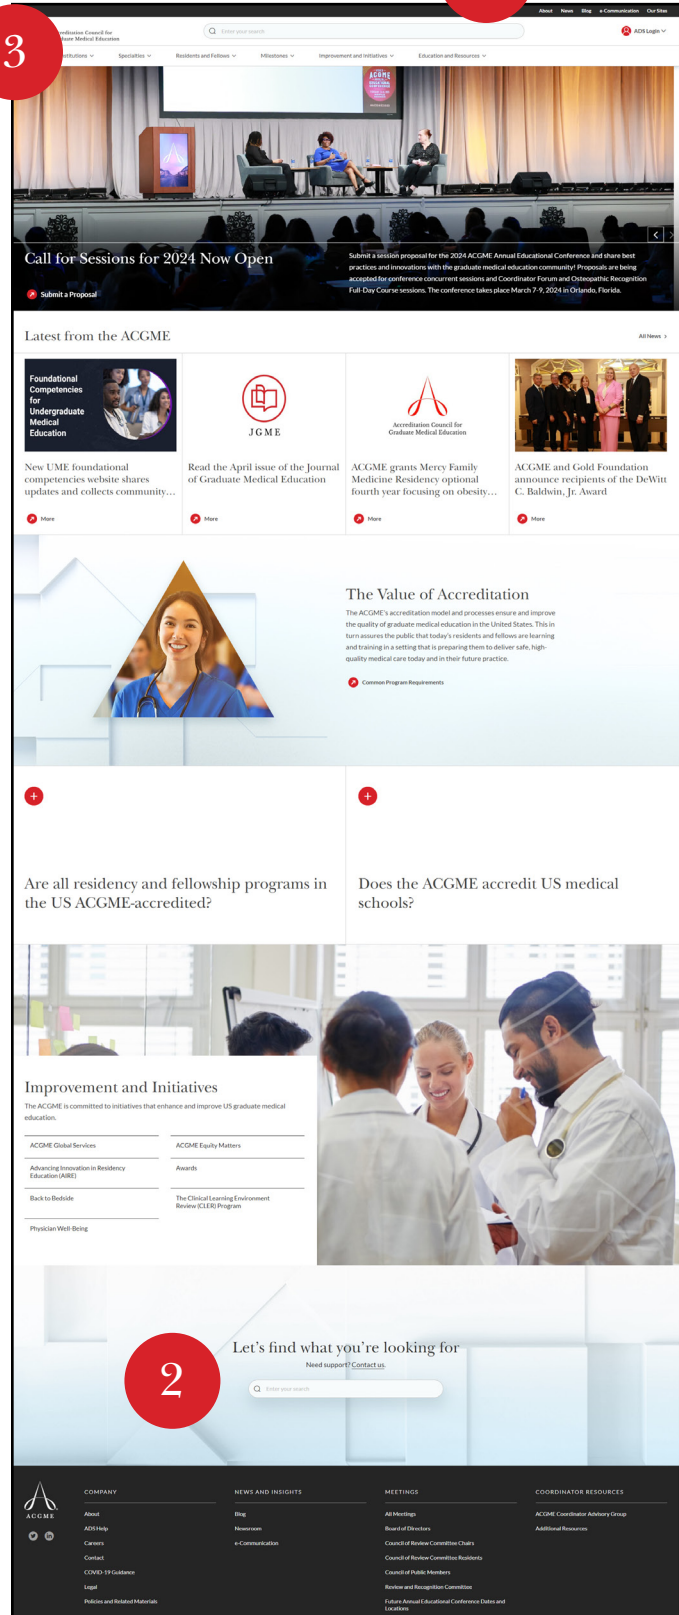 About News Blog e-Communication Our Sites
3
Accreditation Council for
Graduate Medical Education
Enter your search
ADS Login
Institutions Specialties Residents and Fellows Milestones Improvement and Initiatives Education and Resources
ACGME
Call for Sessions for 2024 Now Open
Submit a Proposal
Submit a session proposal for the 2024 ACGME Annual Educational Conference and share best
practices and innovations with the graduate medical education community! Proposals are being
accepted for conference concurrent sessions and Coordinator Forum and Osteopathic Recognition
Full-Day Course sessions. The conference takes place March 7-9, 2024 in Orlando, Florida.
Latest from the ACGME
All News
Foundational
Competencies
for
Undergraduate
Medical
Education
New UME foundational
competencies website shares
updates and collects community...
More
JGME
Read the April issue of the Journal
of Graduate Medical Education
More
Accreditation Council for
Graduate Medical Education
ACGME grants Mercy Family
Medicine Residency optional
fourth year focusing on obesity...
More
ACGME and Gold Foundation
announce recipients of the DeWitt
C. Baldwin, Jr. Award
More
The Value of Accreditation
The ACGME's accreditation model and processes ensure and improve
the quality of graduate medical education in the United States. This in
turn assures the public that today's residents and fellows are learning
and training in a setting that is preparing them to deliver safe, high-
quality medical care today and in their future practice.
Common Program Requirements
Are all residency and fellowship programs in
the US ACGME-accredited?
Does the ACGME accredit US medical
schools?
Improvement and Initiatives
The ACGME is committed to initiatives that enhance and improve US graduate medical
education.
ACGME Global Services
ACGME Equity Matters
Advancing Innovation in Residency
Education (AIRE)
Awards
Back to Bedside
The Clinical Learning Environment
Review (CLER) Program
Physician Well-Being
2
Let's find what you're looking for
Need support? Contact us.
Enter your search
ACGME
COMPANY
About
ADS Help
Careers
Contact
COVID-19 Guidance
Legal
Policies and Related Materials
NEWS AND INSIGHTS
Blog
Newsroom
e-Communication
MEETINGS
All Meetings
Board of Directors
Council of Review Committee Chairs
Council of Review Committee Residents
Council of Public Members
Review and Recognition Committee
Future Annual Educational Conference Dates and
Locations
COORDINATOR RESOURCES
ACGME Coordinator Advisory Group
Additional Resources